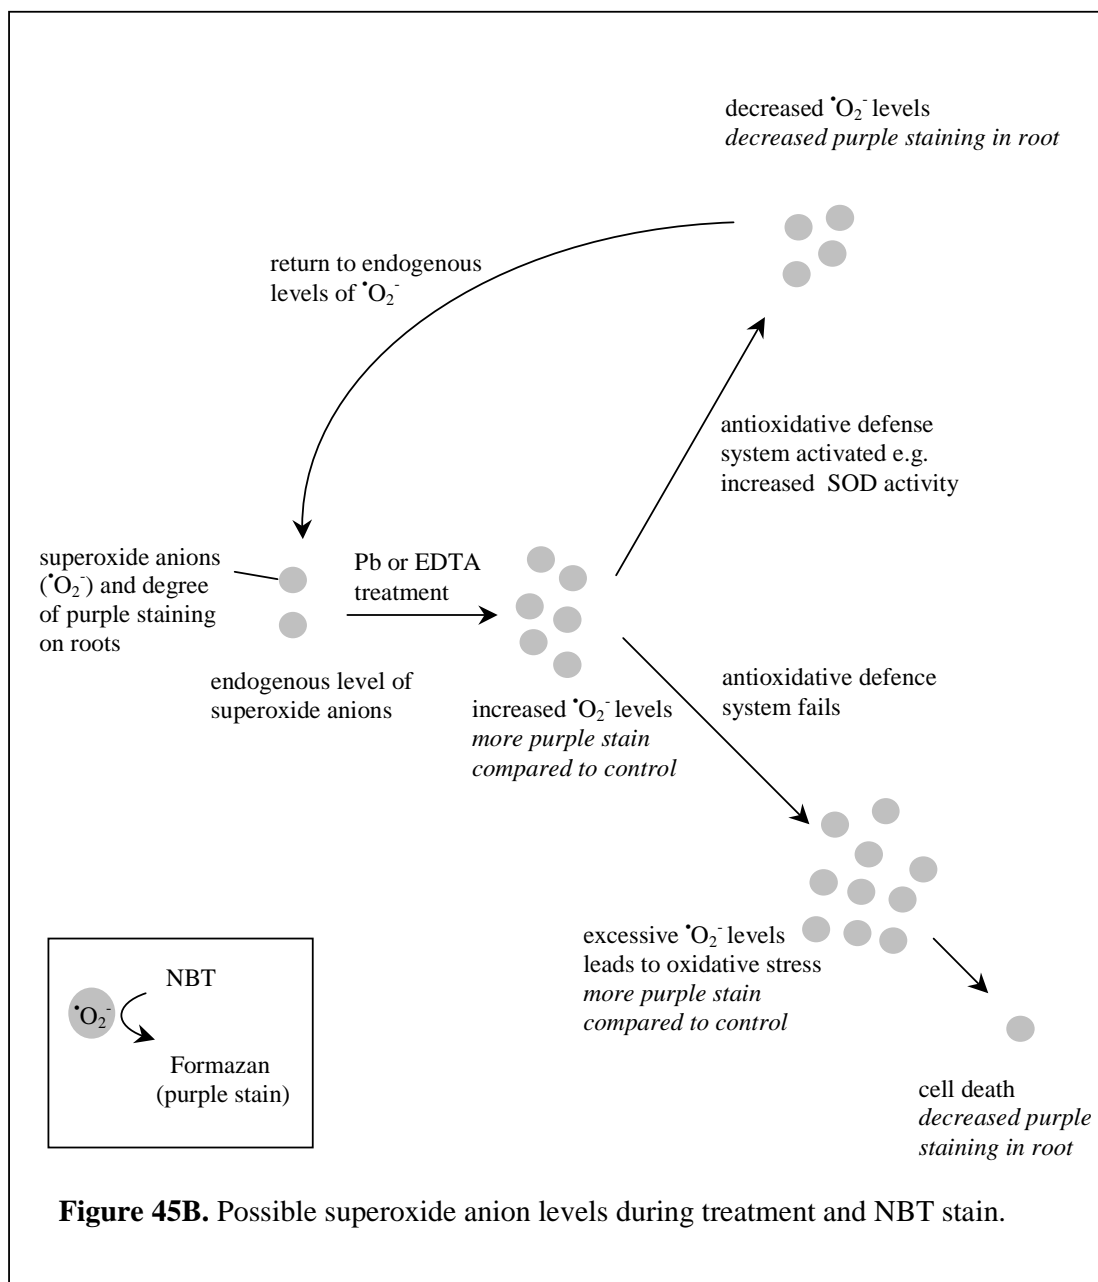 decreased •O₂⁻ levels
decreased purple staining in root
return to endogenous
levels of •O₂⁻
antioxidative defense
system activated e.g.
increased SOD activity
superoxide anions
(•O₂⁻) and degree
of purple staining
on roots
Pb or EDTA
treatment
endogenous level of
superoxide anions
increased •O₂⁻ levels
more purple stain
compared to control
antioxidative defence
system fails
excessive •O₂⁻ levels
leads to oxidative stress
more purple stain
compared to control
cell death
decreased purple
staining in root
NBT
•O₂⁻
Formazan
(purple stain)
Figure 45B. Possible superoxide anion levels during treatment and NBT stain.